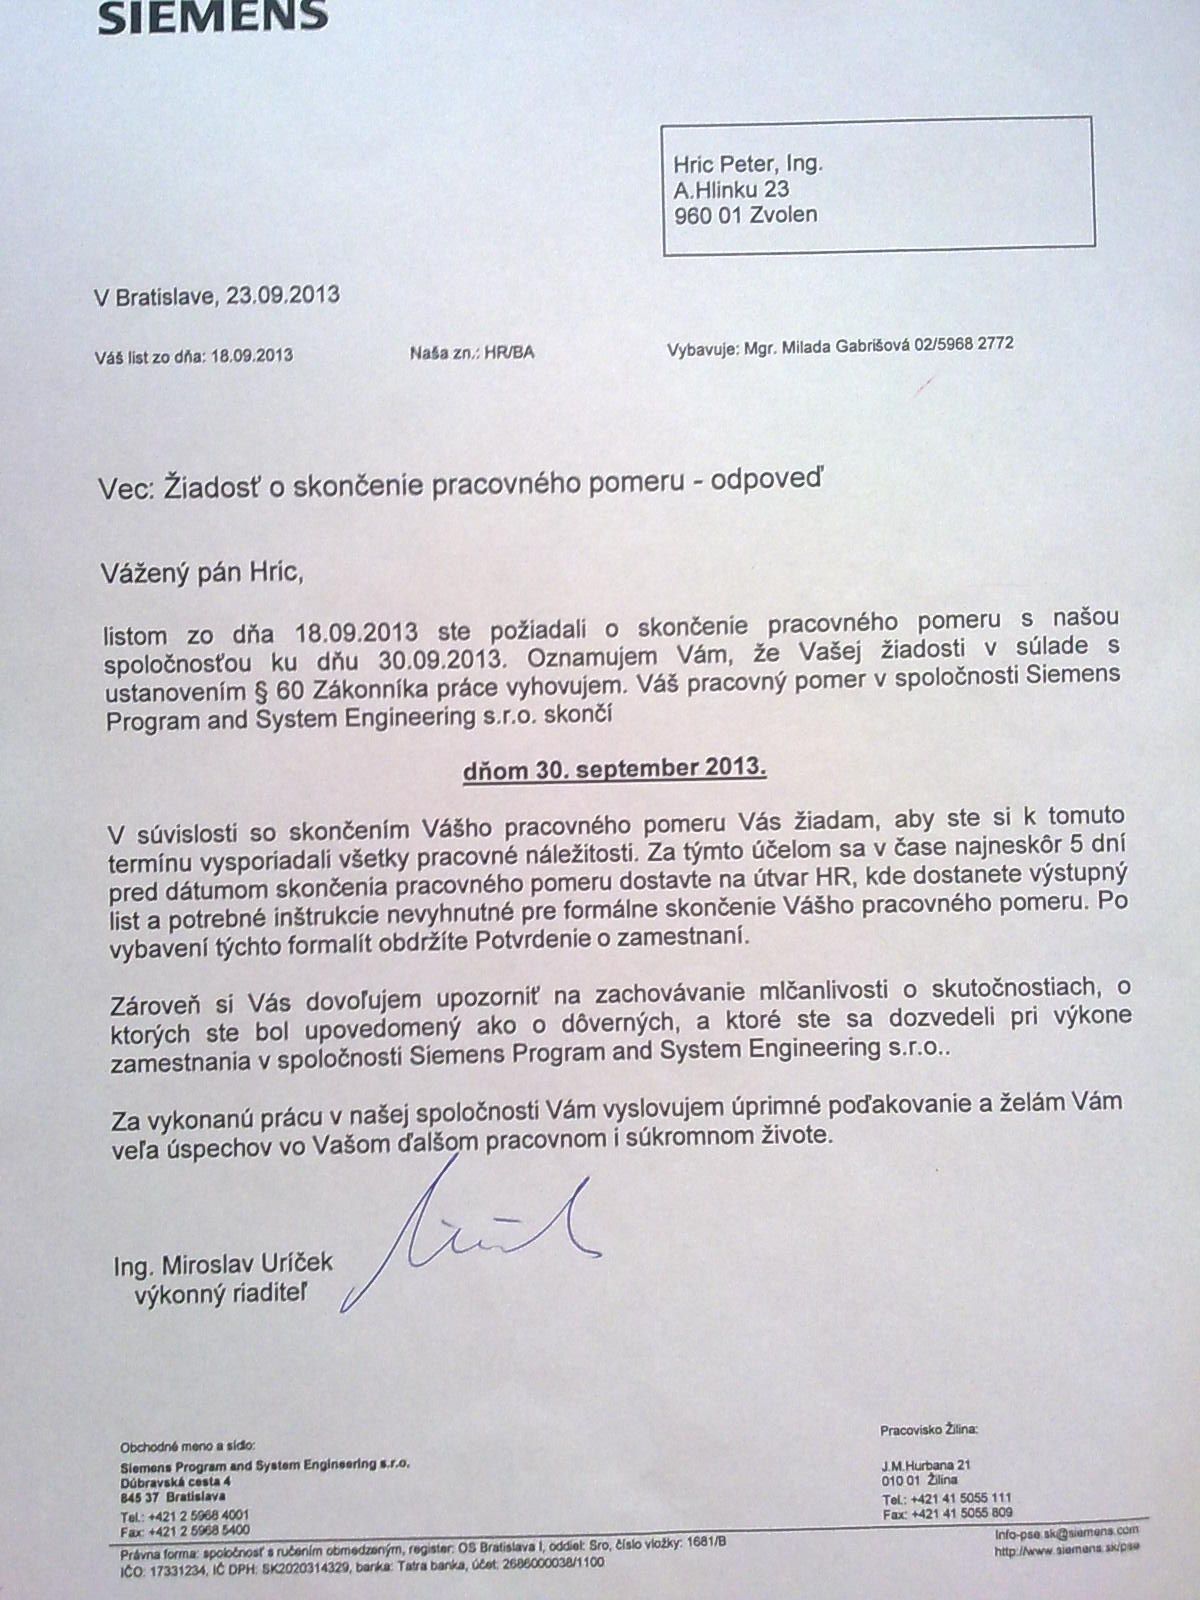 SIEMENS
Hric Peter, Ing.
A.Hlinku 23
960 01 Zvolen
V Bratislave, 23.09.2013
Váš list zo dňa: 18.09.2013 Naša zn.: HR/BA Vybavuje: Mgr. Milada Gabrišová 02/5968 2772
Vec: Žiadosť o skončenie pracovného pomeru - odpoveď
Vážený pán Hric,
listom zo dňa 18.09.2013 ste požiadali o skončenie pracovného pomeru s našou
spoločnosťou ku dňu 30.09.2013. Oznamujem Vám, že Vašej žiadosti v súlade s
ustanovením § 60 Zákonníka práce vyhovujem. Váš pracovný pomer v spoločnosti Siemens
Program and System Engineering s.r.o. skončí
dňom 30. september 2013.
V súvislosti so skončením Vášho pracovného pomeru Vás žiadam, aby ste si k tomuto
termínu vysporiadali všetky pracovné náležitosti. Za týmto účelom sa v čase najneskôr 5 dní
pred dátumom skončenia pracovného pomeru dostavte na útvar HR, kde dostanete výstupný
list a potrebné inštrukcie nevyhnutné pre formálne skončenie Vášho pracovného pomeru. Po
vybavení týchto formalít obdržíte Potvrdenie o zamestnaní.
Zároveň si Vás dovoľujem upozorniť na zachovávanie mlčanlivosti o skutočnostiach, o
ktorých ste bol upovedomený ako o dôverných, a ktoré ste sa dozvedeli pri výkone
zamestnania v spoločnosti Siemens Program and System Engineering s.r.o..
Za vykonanú prácu v našej spoločnosti Vám vyslovujem úprimné poďakovanie a želám Vám
veľa úspechov vo Vašom ďalšom pracovnom i súkromnom živote.
Ing. Miroslav Uríček
výkonný riaditeľ
Obchodné meno a sídlo:
Siemens Program and System Engineering s.r.o.
Dúbravská cesta 4
845 37 Bratislava
Tel.: +421 2 5968 4001
Fax: +421 2 5968 5400
Pracovisko Žilina:
J.M.Hurbana 21
010 01 Žilina
Tel.: +421 41 5055 111
Fax: +421 41 5055 809
Právna forma: spoločnosť s ručením obmedzeným, register: OS Bratislava I, oddiel: Sro, číslo vložky: 1681/B
IČO: 17331234, IČ DPH: SK2020314329, banka: Tatra banka, účet: 2686000038/1100
Info-pse.sk@siemens.com
http://www.siemens.sk/pse